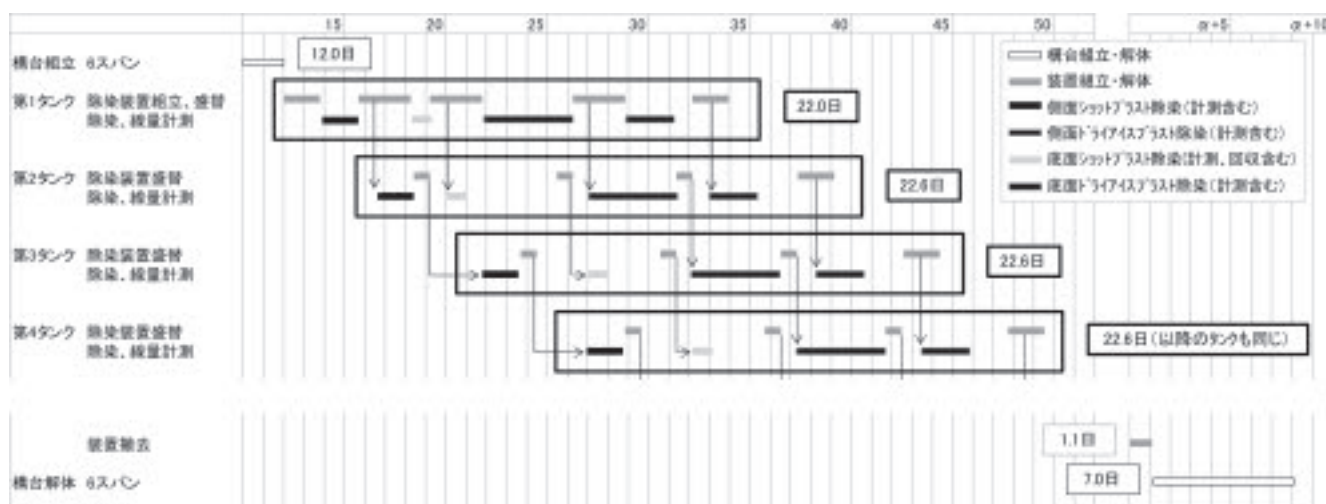 15 20 25 30 35 40 45 50 α+5 α+10
構台組立 6スパン
12.0日
第1タンク 除染装置組立、盛替
除染、線量計測
22.0日
第2タンク 除染装置盛替
除染、線量計測
22.6日
第3タンク 除染装置盛替
除染、線量計測
22.6日
第4タンク 除染装置盛替
除染、線量計測
22.6日(以降のタンクも同じ)
構台組立・解体
装置組立・解体
側面ショットブラスト除染(計測含む)
側面ドライアイスブラスト除染(計測含む)
底面ショットブラスト除染(計測、回収含む)
底面ドライアイスブラスト除染(計測含む)
装置撤去
1.1日
構台解体 6スパン
7.0日